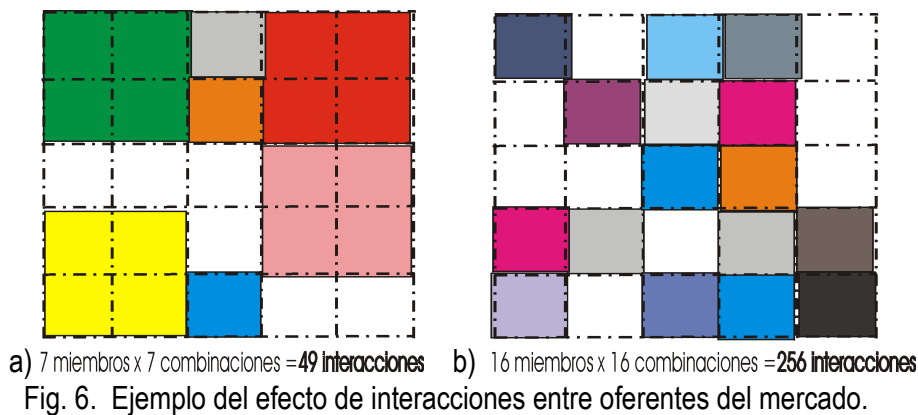 a) 7 miembros x 7 combinaciones = 49 interacciones b) 16 miembros x 16 combinaciones = 256 interacciones
Fig. 6. Ejemplo del efecto de interacciones entre oferentes del mercado.